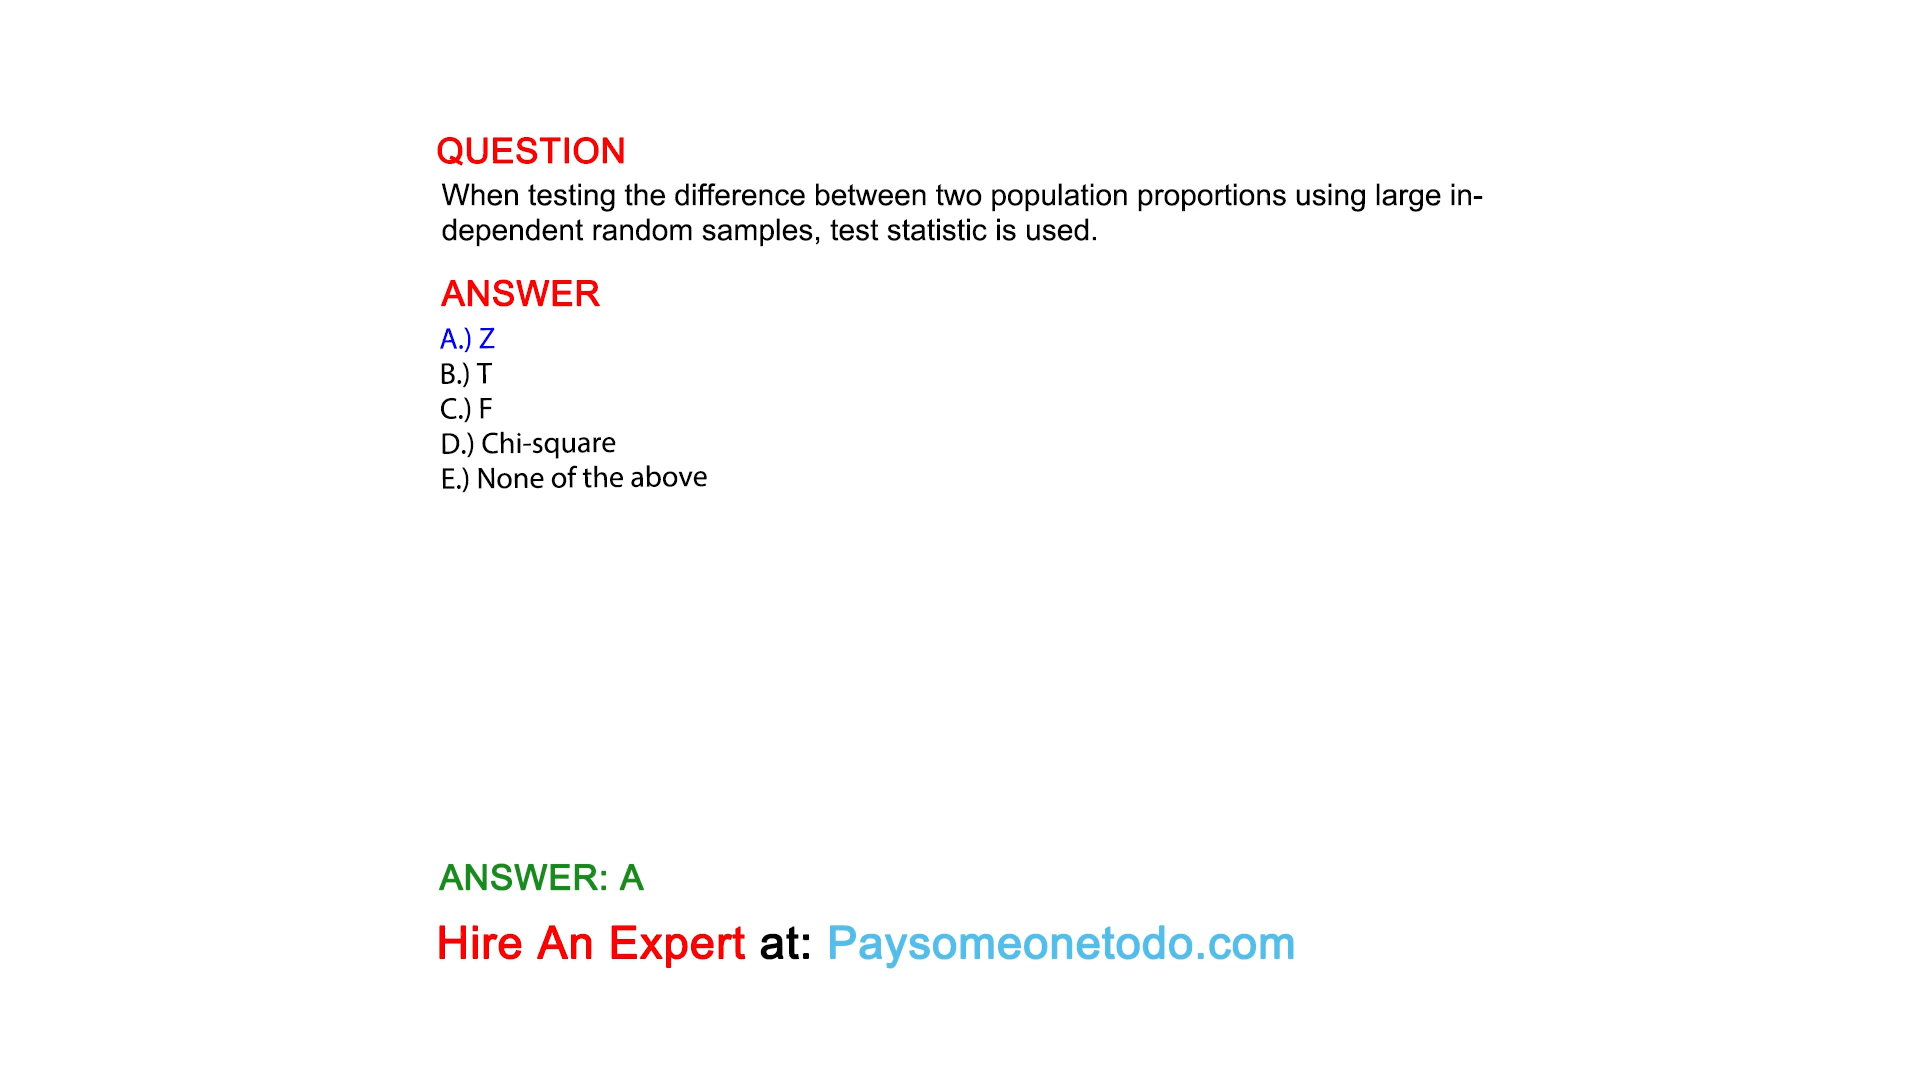 QUESTION
When testing the difference between two population proportions using large in-
dependent random samples, test statistic is used.
ANSWER
A.) Z
B.) T
C.) F
D.) Chi-square
E.) None of the above
ANSWER: A
Hire An Expert at: Paysomeonetodo.com